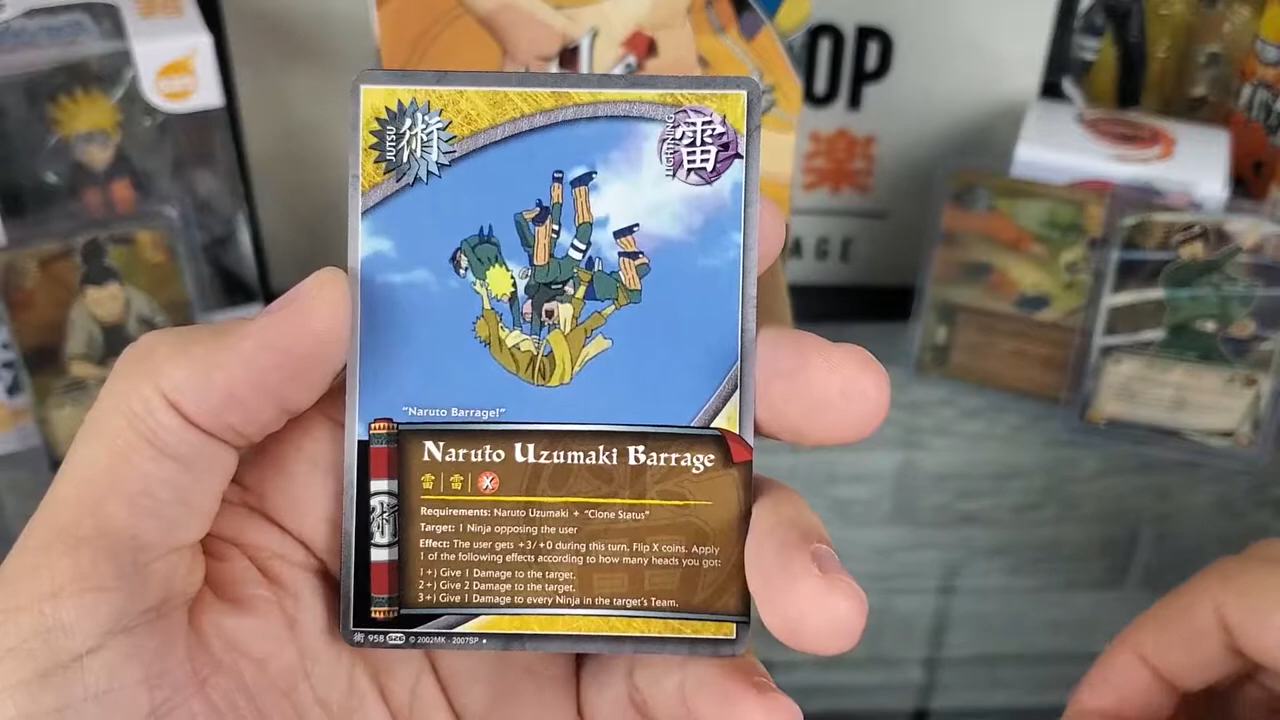 OP
楽
AGE
JUTSU
術
LIGHTNING
雷
"Naruto Barrage!"
Naruto Uzumaki Barrage
雷 | 雷 | X
Requirements: Naruto Uzumaki + "Clone Status"
Target: 1 Ninja opposing the user
Effect: The user gets +3/+0 during this turn. Flip X coins. Apply
1 of the following effects according to how many heads you got:
1+) Give 1 Damage to the target.
2+) Give 2 Damage to the target.
3+) Give 1 Damage to every Ninja in the target's Team.
術
術 958 © 2002MK · 2007SP